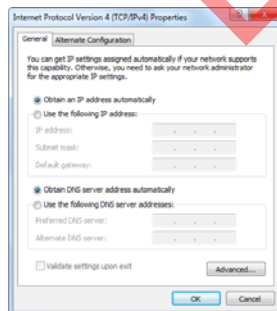 Internet Protocol Version 4 (TCP/IPv4) Properties
General Alternate Configuration
You can get IP settings assigned automatically if your network supports
this capability. Otherwise, you need to ask your network administrator
for the appropriate IP settings.
Obtain an IP address automatically
Use the following IP address:
IP address:
Subnet mask:
Default gateway:
Obtain DNS server address automatically
Use the following DNS server addresses:
Preferred DNS server:
Alternate DNS server:
Validate settings upon exit
Advanced...
OK Cancel